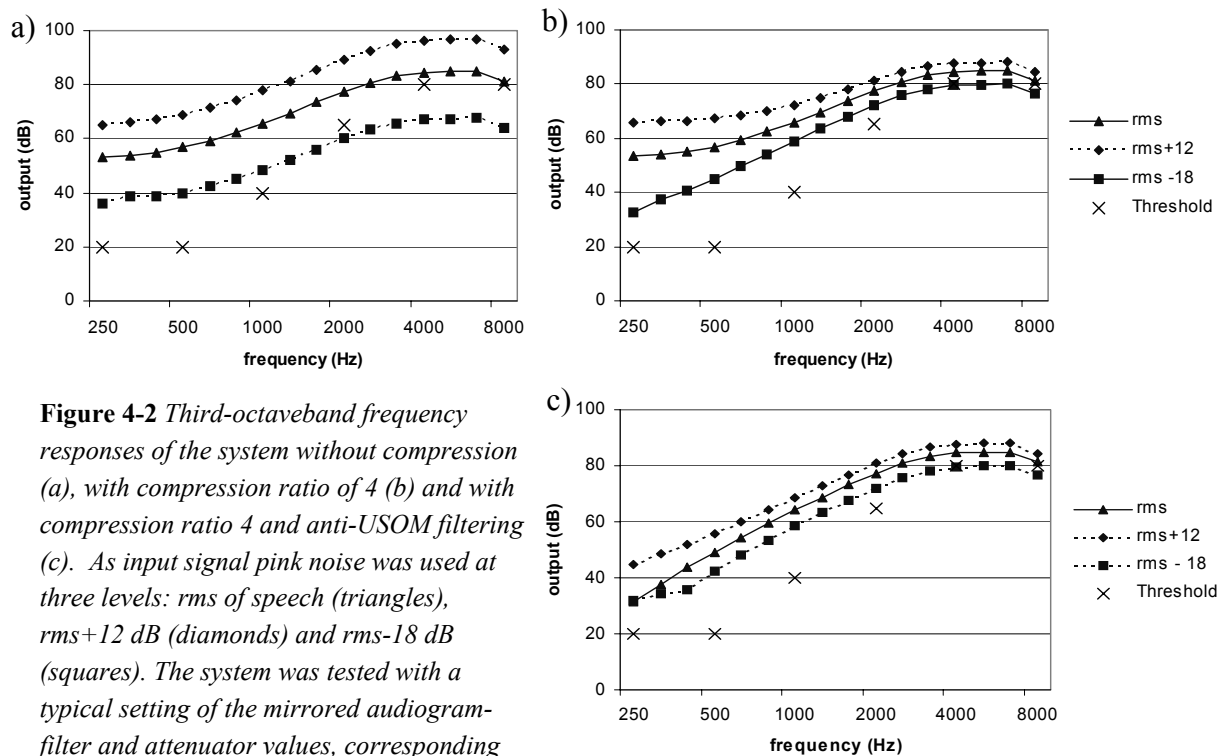 a)
100
80
60
40
20
0
output (dB)
250 500 1000 2000 4000 8000
frequency (Hz)
b)
100
80
60
40
20
0
output (dB)
250 500 1000 2000 4000 8000
frequency (Hz)
rms
rms+12
rms -18
Threshold
Figure 4-2 Third-octaveband frequency
responses of the system without compression
(a), with compression ratio of 4 (b) and with
compression ratio 4 and anti-USOM filtering
(c). As input signal pink noise was used at
three levels: rms of speech (triangles),
rms+12 dB (diamonds) and rms-18 dB
(squares). The system was tested with a
typical setting of the mirrored audiogram-
filter and attenuator values, corresponding
c)
100
80
60
40
20
0
output (dB)
250 500 1000 2000 4000 8000
frequency (Hz)
rms
rms+12
rms - 18
Threshold